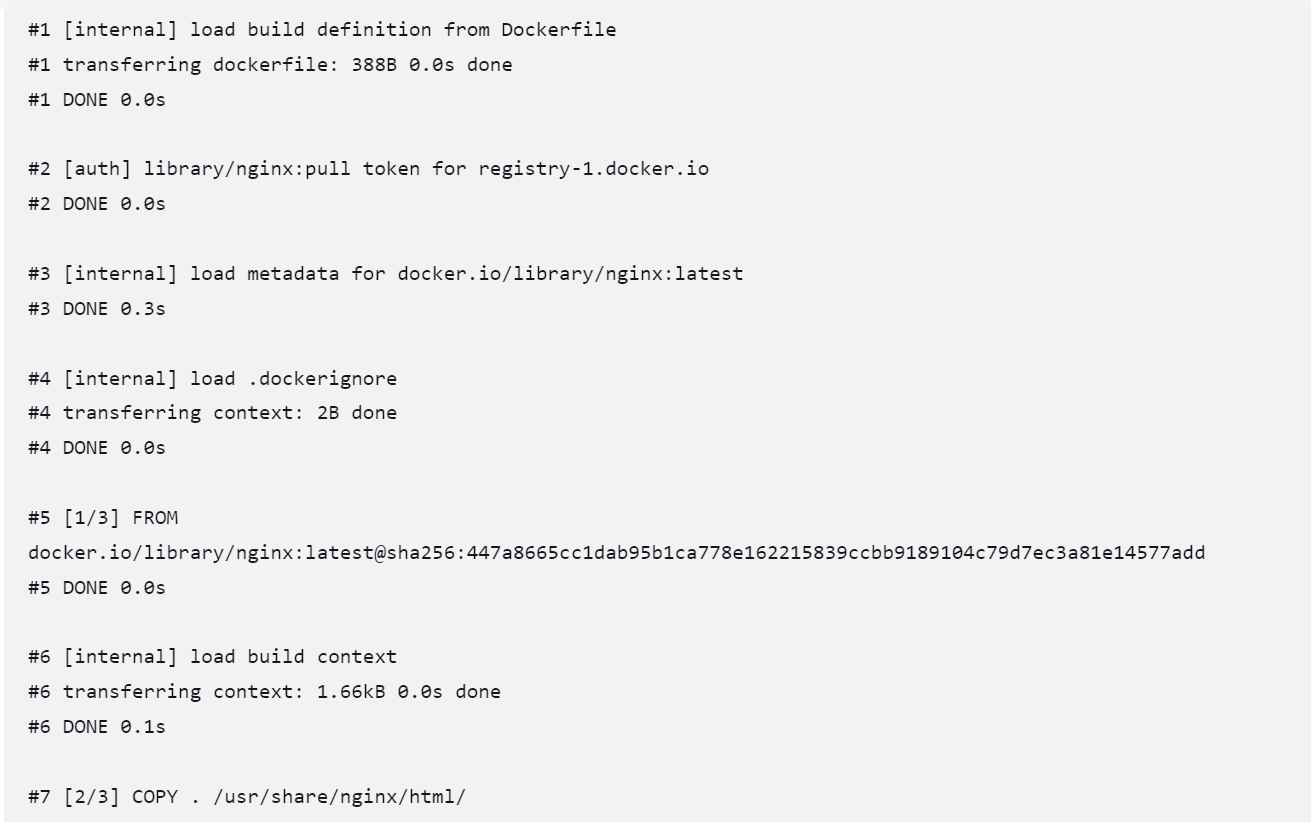 #1 [internal] load build definition from Dockerfile
#1 transferring dockerfile: 388B 0.0s done
#1 DONE 0.0s
#2 [auth] library/nginx:pull token for registry-1.docker.io
#2 DONE 0.0s
#3 [internal] load metadata for docker.io/library/nginx:latest
#3 DONE 0.3s
#4 [internal] load .dockerignore
#4 transferring context: 2B done
#4 DONE 0.0s
#5 [1/3] FROM
docker.io/library/nginx:latest@sha256:447a8665cc1dab95b1ca778e162215839ccbb9189104c79d7ec3a81e14577add
#5 DONE 0.0s
#6 [internal] load build context
#6 transferring context: 1.66kB 0.0s done
#6 DONE 0.1s
#7 [2/3] COPY . /usr/share/nginx/html/